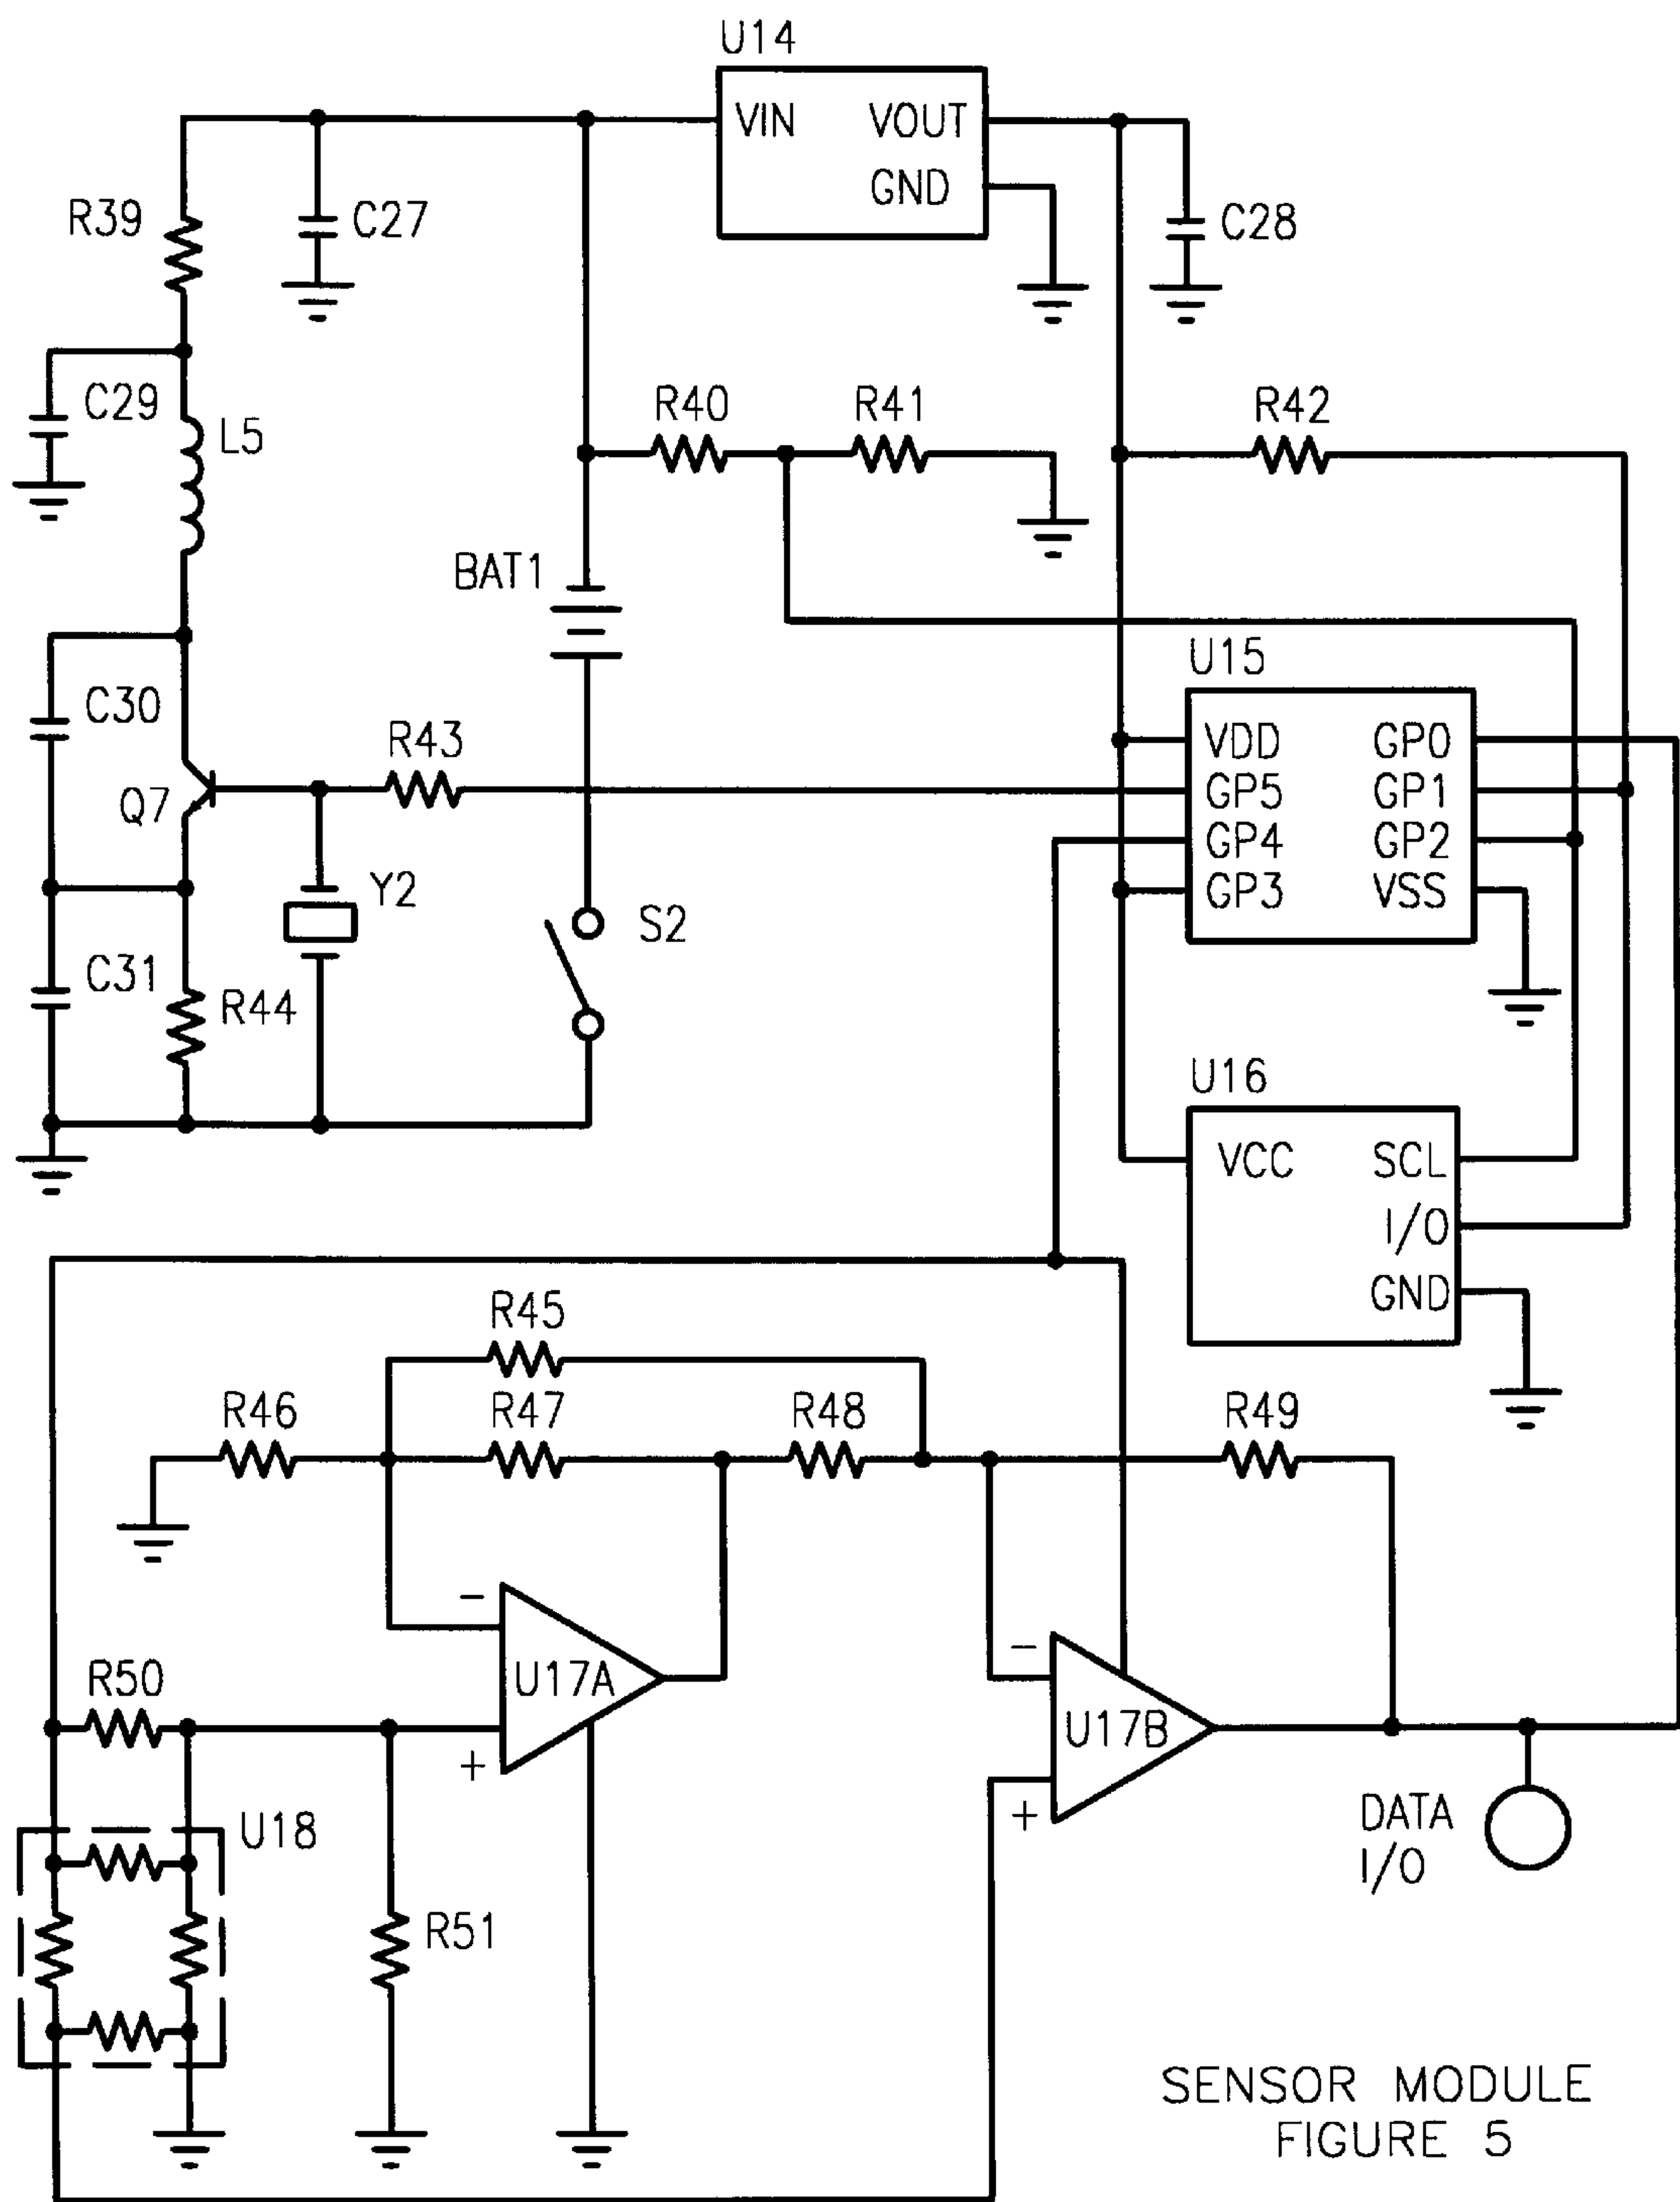 U14
VIN VOUT
GND
R39
C27
C28
C29
L5
R40
R41
R42
BAT1
U15
C30
R43
VDD GP0
GP5 GP1
GP4 GP2
GP3 VSS
Q7
Y2
S2
C31
R44
U16
VCC SCL
I/O
GND
R45
R46
R47
R48
R49
-
U17A
+
R50
-
U17B
+
U18
DATA
I/O
R51
SENSOR MODULE
FIGURE 5